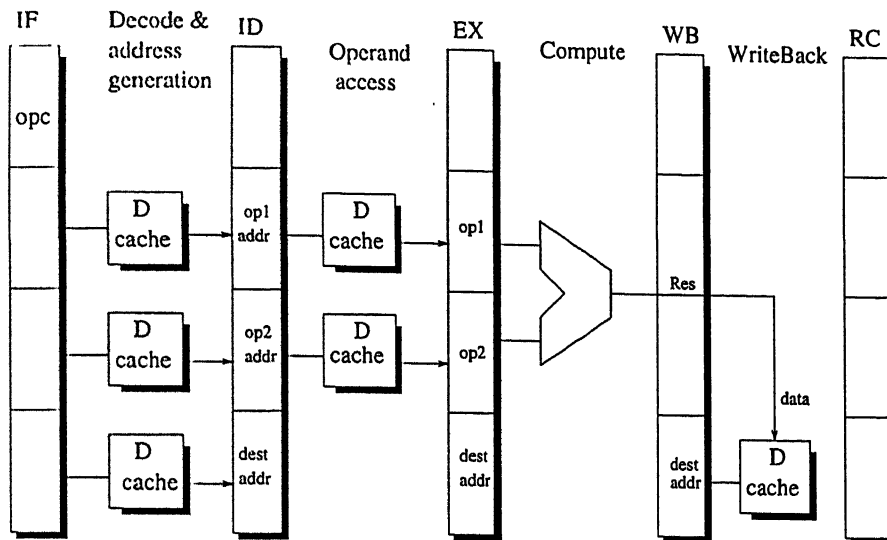 IF
Decode &
address
generation
ID
Operand
access
EX
Compute
WB
WriteBack
RC
opc
D
cache
op1
addr
D
cache
op1
Res
D
cache
op2
addr
D
cache
op2
data
D
cache
dest
addr
dest
addr
dest
addr
D
cache